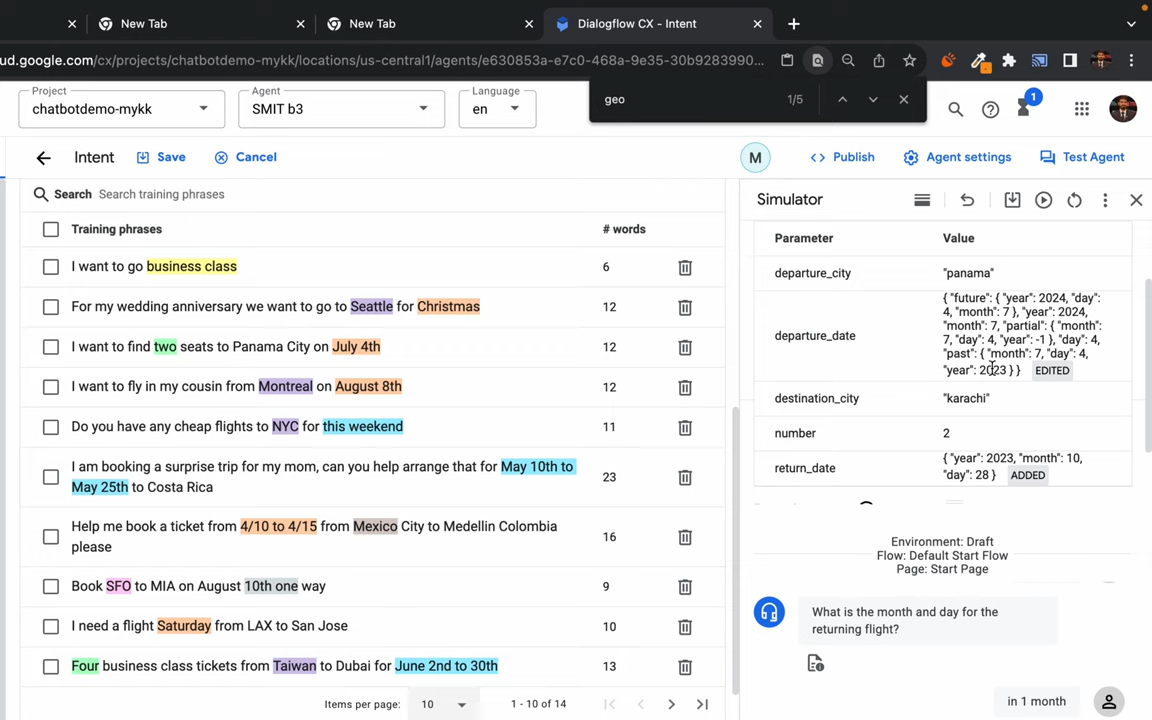 New Tab
New Tab
Dialogflow CX - Intent
ud.google.com/cx/projects/chatbotdemo-mykk/locations/us-central1/agents/e630853a-e7c0-468a-9e35-30b9283990...
geo 1/5
Project
chatbotdemo-mykk
Agent
SMIT b3
Language
en
1
Intent
Save
Cancel
M
Publish
Agent settings
Test Agent
Search Search training phrases
Training phrases # words
I want to go business class 6
For my wedding anniversary we want to go to Seattle for Christmas 12
I want to find two seats to Panama City on July 4th 12
I want to fly in my cousin from Montreal on August 8th 12
Do you have any cheap flights to NYC for this weekend 11
I am booking a surprise trip for my mom, can you help arrange that for May 10th to
May 25th to Costa Rica
23
Help me book a ticket from 4/10 to 4/15 from Mexico City to Medellin Colombia
please
16
Book SFO to MIA on August 10th one way 9
I need a flight Saturday from LAX to San Jose 10
Four business class tickets from Taiwan to Dubai for June 2nd to 30th 13
Items per page: 10 1 - 10 of 14
Simulator
Parameter Value
departure_city "panama"
departure_date
{ "future": { "year": 2024, "day":
4, "month": 7 }, "year": 2024,
"month": 7, "partial": { "month":
7, "day": 4, "year": -1 }, "day": 4,
"past": { "month": 7, "day": 4,
"year": 2023 } } EDITED
destination_city "karachi"
number 2
return_date
{ "year": 2023, "month": 10,
"day": 28 } ADDED
Environment: Draft
Flow: Default Start Flow
Page: Start Page
What is the month and day for the
returning flight?
in 1 month